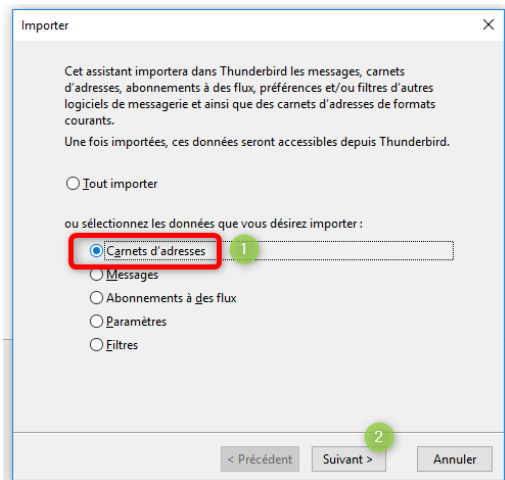 Importer
Cet assistant importera dans Thunderbird les messages, carnets
d'adresses, abonnements à des flux, préférences et/ou filtres d'autres
logiciels de messagerie et ainsi que des carnets d'adresses de formats
courants.
Une fois importées, ces données seront accessibles depuis Thunderbird.
Tout importer
ou sélectionnez les données que vous désirez importer :
Carnets d'adresses 1
Messages
Abonnements à des flux
Paramètres
Filtres
2
< Précédent Suivant > Annuler